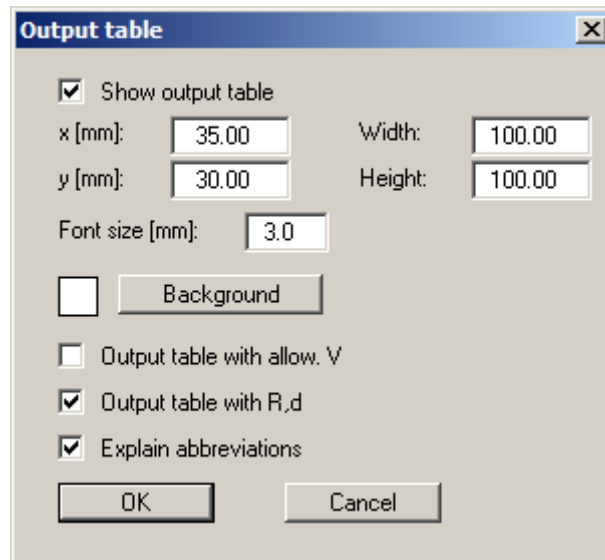 Output table
Show output table
x [mm]: 35.00 Width: 100.00
y [mm]: 30.00 Height: 100.00
Font size [mm]: 3.0
Background
Output table with allow. V
Output table with R,d
Explain abbreviations
OK Cancel